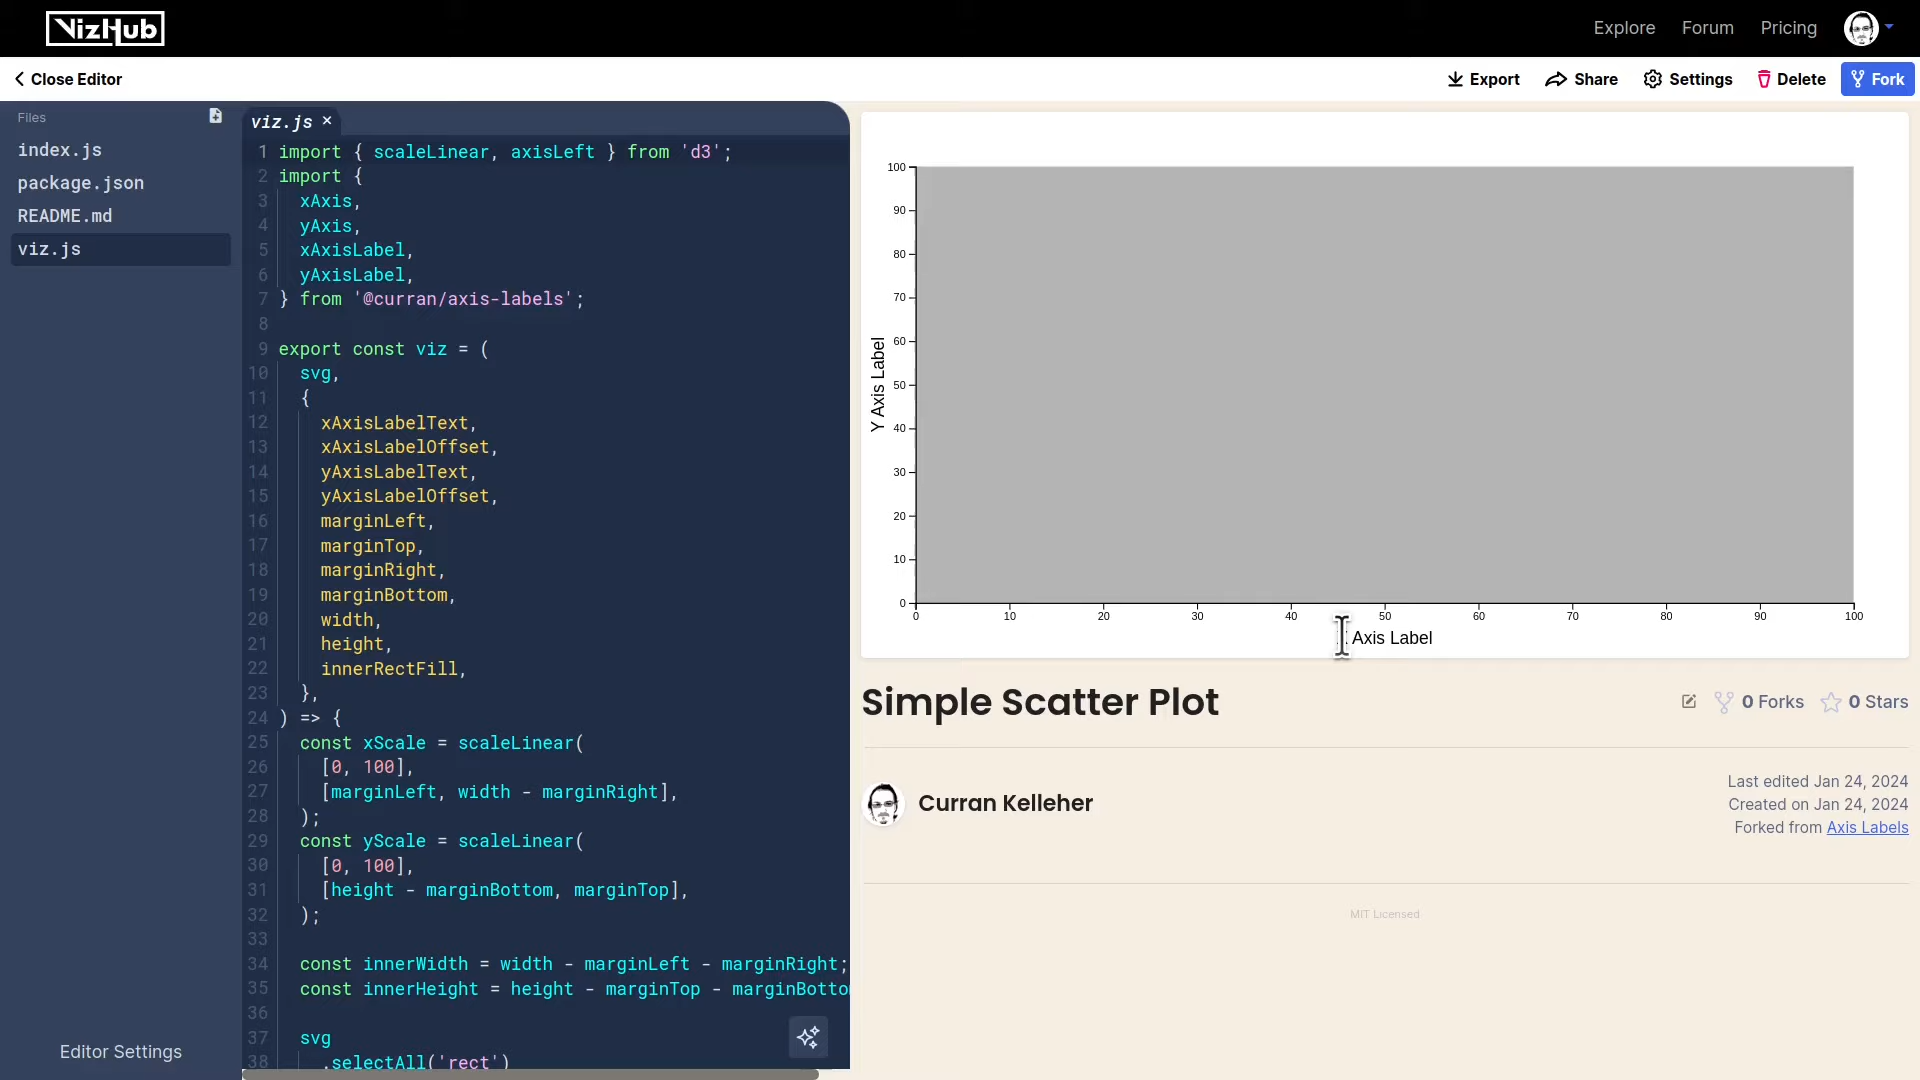 VizHub
Explore
Forum
Pricing
Close Editor
Export
Share
Settings
Delete
Fork
Files
index.js
package.json
README.md
viz.js
Editor Settings
viz.js ×
1 import { scaleLinear, axisLeft } from 'd3';
2 import {
3 xAxis,
4 yAxis,
5 xAxisLabel,
6 yAxisLabel,
7 } from '@curran/axis-labels';
8
9 export const viz = (
10 svg,
11 {
12 xAxisLabelText,
13 xAxisLabelOffset,
14 yAxisLabelText,
15 yAxisLabelOffset,
16 marginLeft,
17 marginTop,
18 marginRight,
19 marginBottom,
20 width,
21 height,
22 innerRectFill,
23 },
24 ) => {
25 const xScale = scaleLinear(
26 [0, 100],
27 [marginLeft, width - marginRight],
28 );
29 const yScale = scaleLinear(
30 [0, 100],
31 [height - marginBottom, marginTop],
32 );
33
34 const innerWidth = width - marginLeft - marginRight;
35 const innerHeight = height - marginTop - marginBotto
36
37 svg
38 .selectAll('rect')
Y Axis Label
100
90
80
70
60
50
40
30
20
10
0
0 10 20 30 40 50 60 70 80 90 100
Axis Label
Simple Scatter Plot
0 Forks
0 Stars
Curran Kelleher
Last edited Jan 24, 2024
Created on Jan 24, 2024
Forked from Axis Labels
MIT Licensed